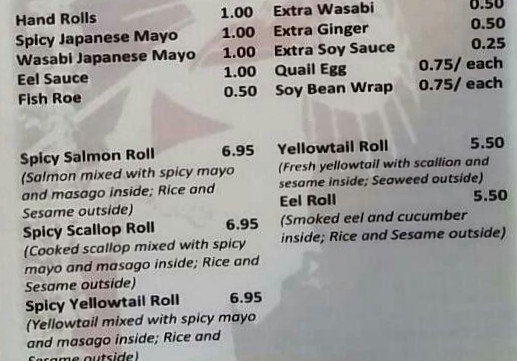 Hand Rolls 1.00
Spicy Japanese Mayo 1.00
Wasabi Japanese Mayo 1.00
Eel Sauce 1.00
Fish Roe 0.50
Extra Wasabi 0.50
Extra Ginger 0.50
Extra Soy Sauce 0.25
Quail Egg 0.75/ each
Soy Bean Wrap 0.75/ each
Spicy Salmon Roll 6.95
(Salmon mixed with spicy mayo
and masago inside; Rice and
Sesame outside)
Spicy Scallop Roll 6.95
(Cooked scallop mixed with spicy
mayo and masago inside; Rice and
Sesame outside)
Spicy Yellowtail Roll 6.95
(Yellowtail mixed with spicy mayo
and masago inside; Rice and
Sesame outside)
Yellowtail Roll 5.50
(Fresh yellowtail with scallion and
sesame inside; Seaweed outside)
Eel Roll 5.50
(Smoked eel and cucumber
inside; Rice and Sesame outside)